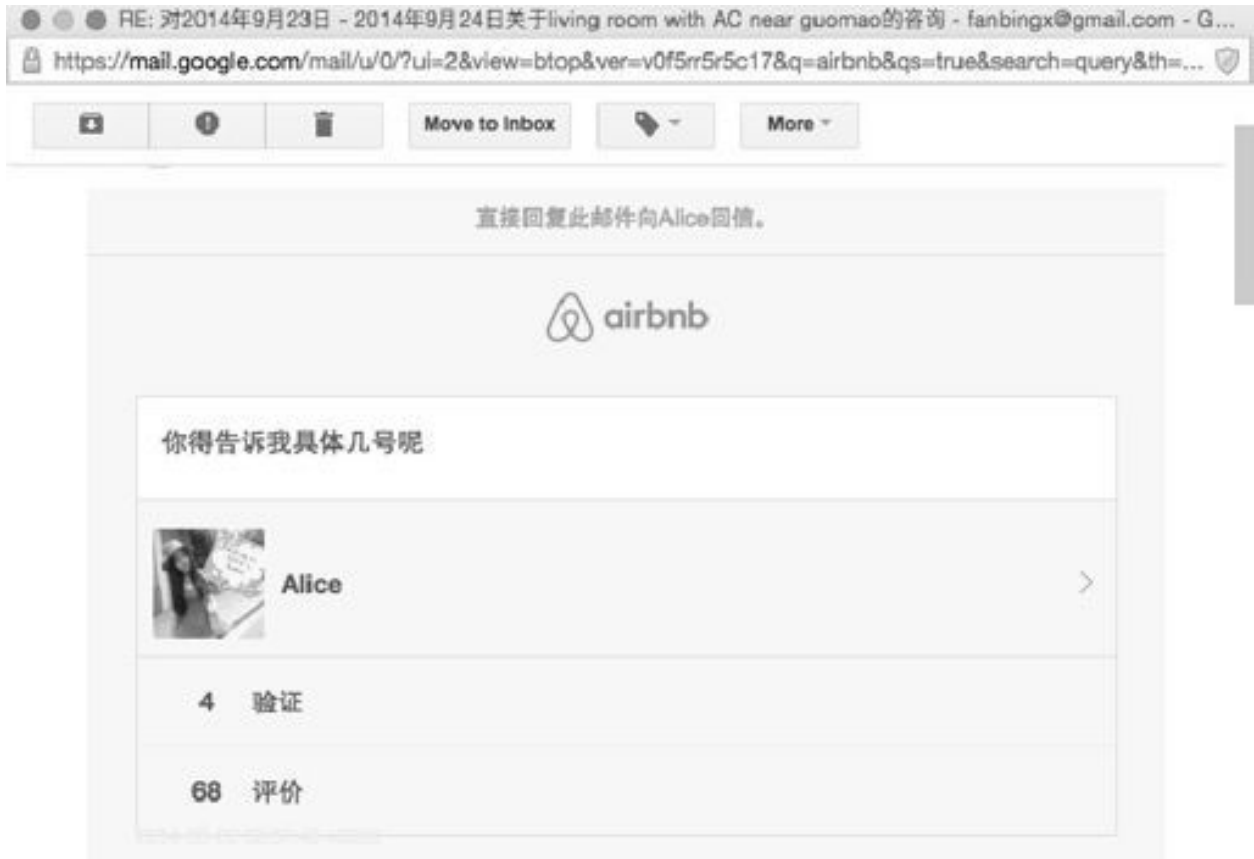 RE: 对2014年9月23日 - 2014年9月24日关于living room with AC near guomao的咨询 - fanbingx@gmail.com - G...
https://mail.google.com/mail/u/0/?ui=2&view=btop&ver=v0f5rr5r5c17&q=airbnb&qs=true&search=query&th=...
Move to Inbox
More
直接回复此邮件向Alice回信。
airbnb
你得告诉我具体几号呢
Alice
4 验证
68 评价